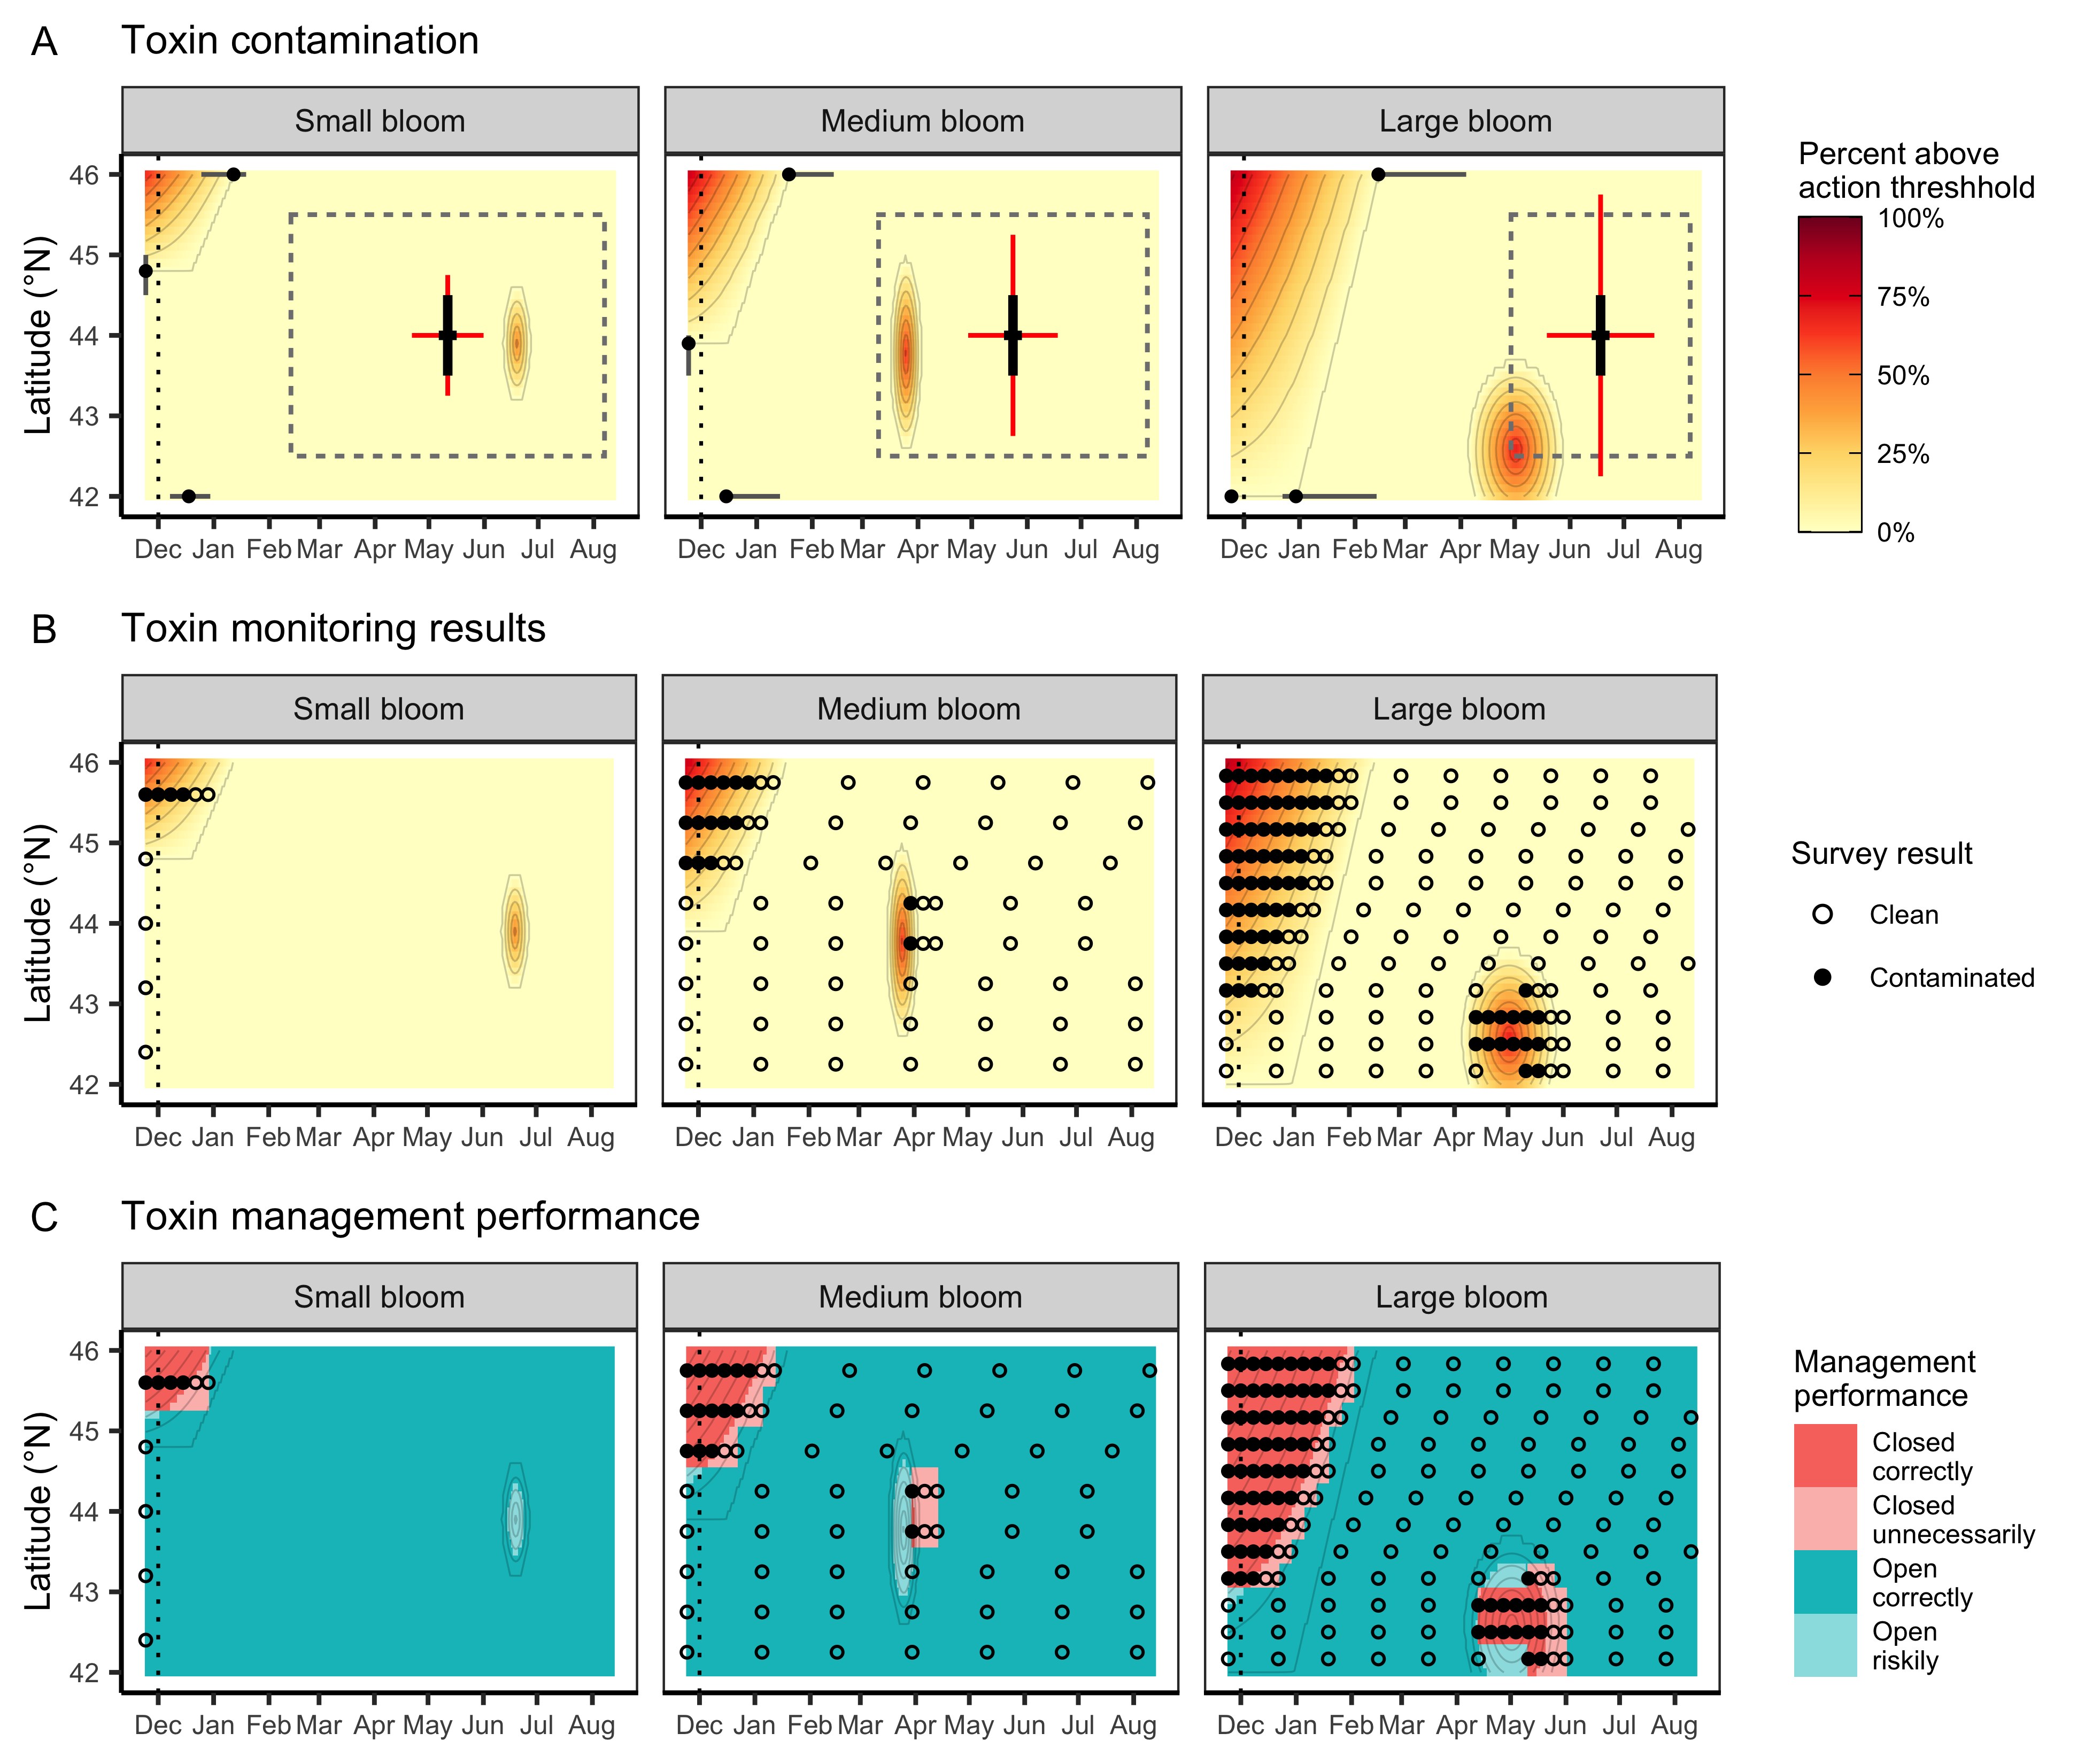 A Toxin contamination
Small bloom Medium bloom Large bloom
Latitude (°N)
46
45
44
43
42
Dec Jan Feb Mar Apr May Jun Jul Aug
Dec Jan Feb Mar Apr May Jun Jul Aug
Dec Jan Feb Mar Apr May Jun Jul Aug
Percent above
action threshhold
100%
75%
50%
25%
0%
B Toxin monitoring results
Small bloom Medium bloom Large bloom
Latitude (°N)
46
45
44
43
42
Dec Jan Feb Mar Apr May Jun Jul Aug
Dec Jan Feb Mar Apr May Jun Jul Aug
Dec Jan Feb Mar Apr May Jun Jul Aug
Survey result
Clean
Contaminated
C Toxin management performance
Small bloom Medium bloom Large bloom
Latitude (°N)
46
45
44
43
42
Dec Jan Feb Mar Apr May Jun Jul Aug
Dec Jan Feb Mar Apr May Jun Jul Aug
Dec Jan Feb Mar Apr May Jun Jul Aug
Management
performance
Closed
correctly
Closed
unnecessarily
Open
correctly
Open
riskily